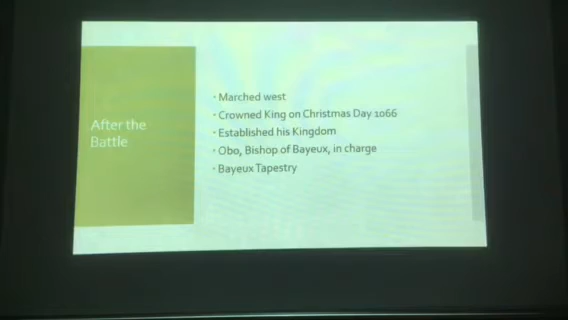 After the
Battle
· Marched west
· Crowned King on Christmas Day 1066
· Established his Kingdom
· Obo, Bishop of Bayeux, in charge
· Bayeux Tapestry